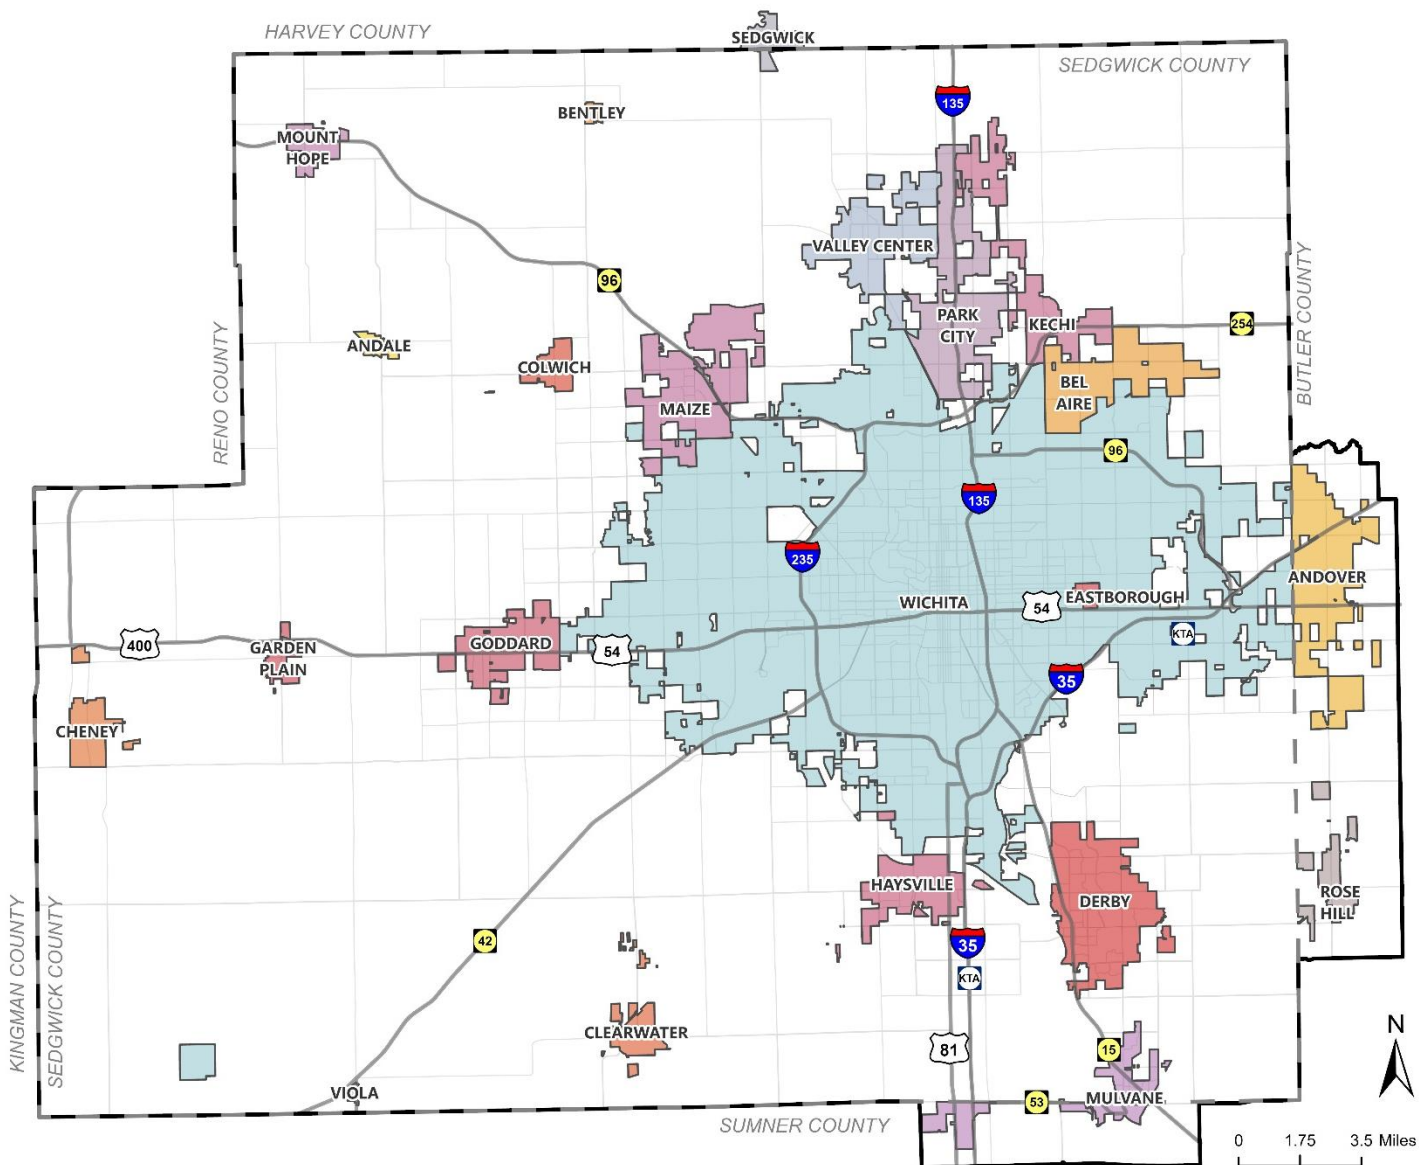 HARVEY COUNTY
SEDGWICK
SEDGWICK COUNTY
135
BENTLEY
MOUNT
HOPE
VALLEY CENTER
96
PARK
CITY
KECHI
254
BUTLER COUNTY
RENO COUNTY
ANDALE
COLWICH
MAIZE
BEL
AIRE
96
135
235
ANDOVER
WICHITA
54
EASTBOROUGH
KTA
400
GARDEN
PLAIN
GODDARD
54
35
CHENEY
HAYSVILLE
DERBY
ROSE
HILL
KINGMAN COUNTY
SEDGWICK COUNTY
42
35
KTA
CLEARWATER
81
15
N
VIOLA
53
MULVANE
SUMNER COUNTY
0 1.75 3.5 Miles